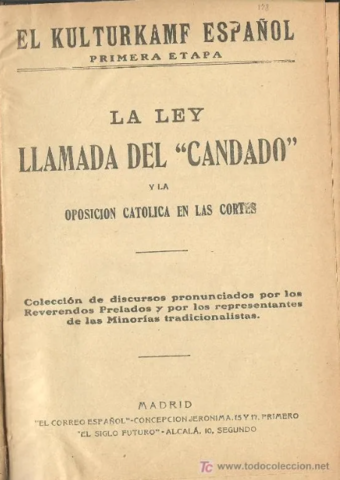 EL KULTURKAMF ESPAÑOL
PRIMERA ETAPA
LA LEY
LLAMADA DEL "CANDADO"
Y LA
OPOSICION CATOLICA EN LAS CORTES
Colección de discursos pronunciados por los
Reverendos Prelados y por los representantes
de las Minorías tradicionalistas.
MADRID
"EL CORREO ESPAÑOL"-CONCEPCION JERONIMA, 15 Y 17, PRIMERO
"EL SIGLO FUTURO"-ALCALÁ, 10, SEGUNDO
TC www.todocoleccion.net